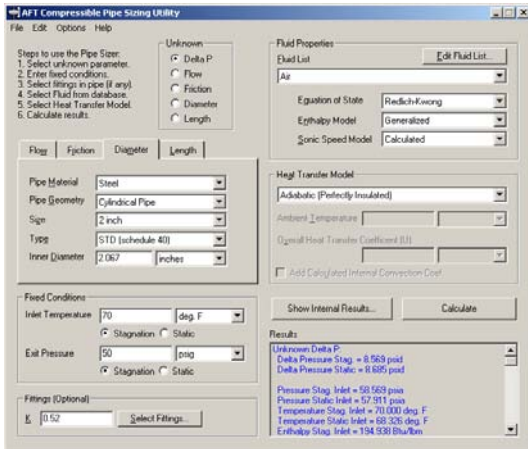 AFT Compressible Pipe Sizing Utility
File Edit Options Help
Steps to use the Pipe Sizer:
1. Select unknown parameter.
2. Enter fixed conditions.
3. Select fittings in pipe (if any).
4. Select Fluid from database.
5. Select Heat Transfer Model.
6. Calculate results.
Unknown
Delta P
Flow
Friction
Diameter
Length
Flow Friction Diameter Length
Pipe Material Steel
Pipe Geometry Cylindrical Pipe
Size 2 inch
Type STD (schedule 40)
Inner Diameter 2.067 inches
Fixed Conditions
Inlet Temperature 70 deg. F
Stagnation Static
Exit Pressure 50 psig
Stagnation Static
Fittings (Optional)
K 0.52 Select Fittings...
Fluid Properties
Fluid List Edit Fluid List...
Air
Equation of State Redlich-Kwong
Enthalpy Model Generalized
Sonic Speed Model Calculated
Heat Transfer Model
Adiabatic (Perfectly Insulated)
Ambient Temperature
Overall Heat Transfer Coefficient (U)
Add Calculated Internal Convection Coef.
Show Internal Results... Calculate
Results
Unknown Delta P:
Delta Pressure Stag. = 8.569 psid
Delta Pressure Static = 8.685 psid
Pressure Stag. Inlet = 58.569 psia
Pressure Static Inlet = 57.911 psia
Temperature Stag. Inlet = 70.000 deg. F
Temperature Static Inlet = 68.326 deg. F
Enthalpy Stag. Inlet = 194.938 Btu/lbm